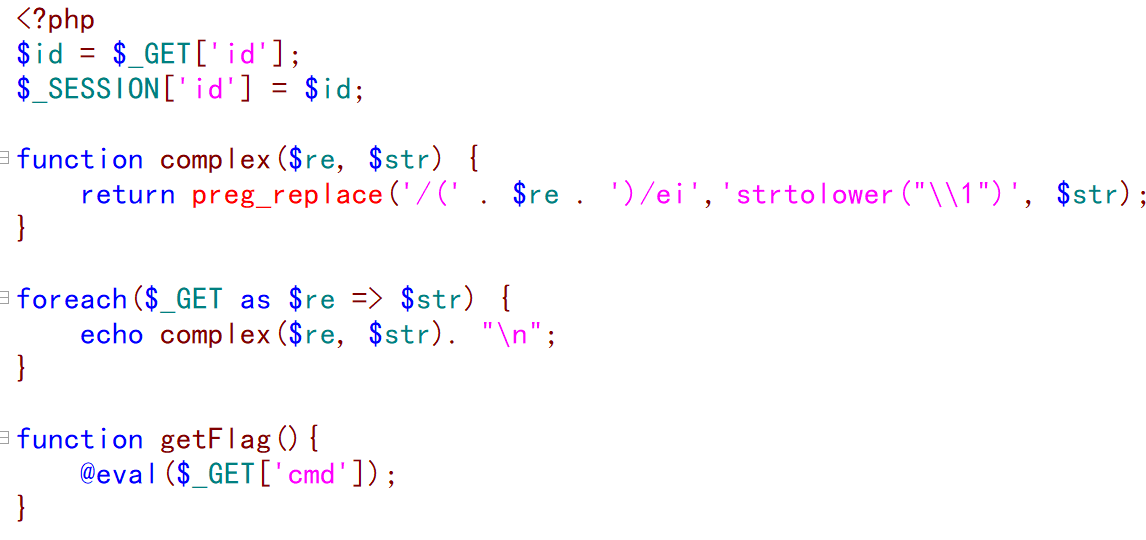 <?php
$id = $_GET['id'];
$_SESSION['id'] = $id;
function complex($re, $str) {
return preg_replace('/(' . $re . ')/ei','strtolower("\\1")', $str);
}
foreach($_GET as $re => $str) {
echo complex($re, $str). "\n";
}
function getFlag(){
@eval($_GET['cmd']);
}